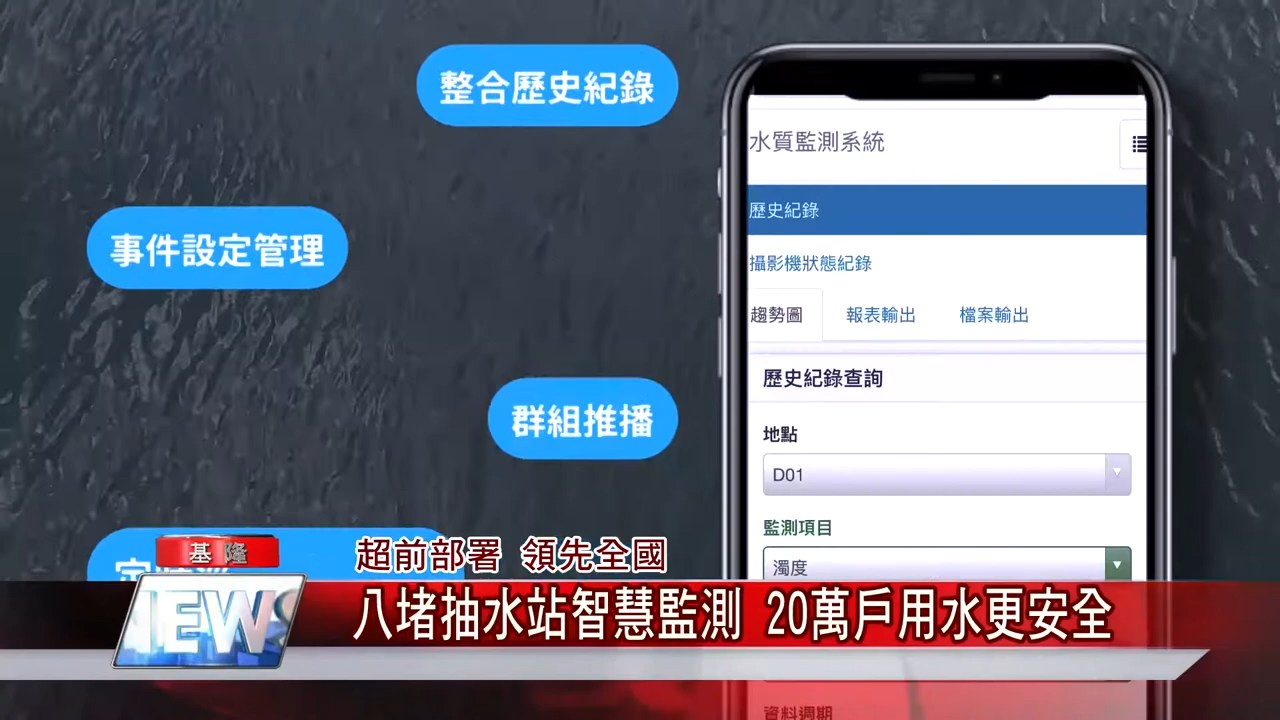 整合歷史紀錄
事件設定管理
群組推播
水質監測系統
歷史紀錄
攝影機狀態紀錄
趨勢圖 報表輸出 檔案輸出
歷史紀錄查詢
地點
D01
監測項目
濁度
資料週期
基隆
超前部署 領先全國
八堵抽水站智慧監測 20萬戶用水更安全